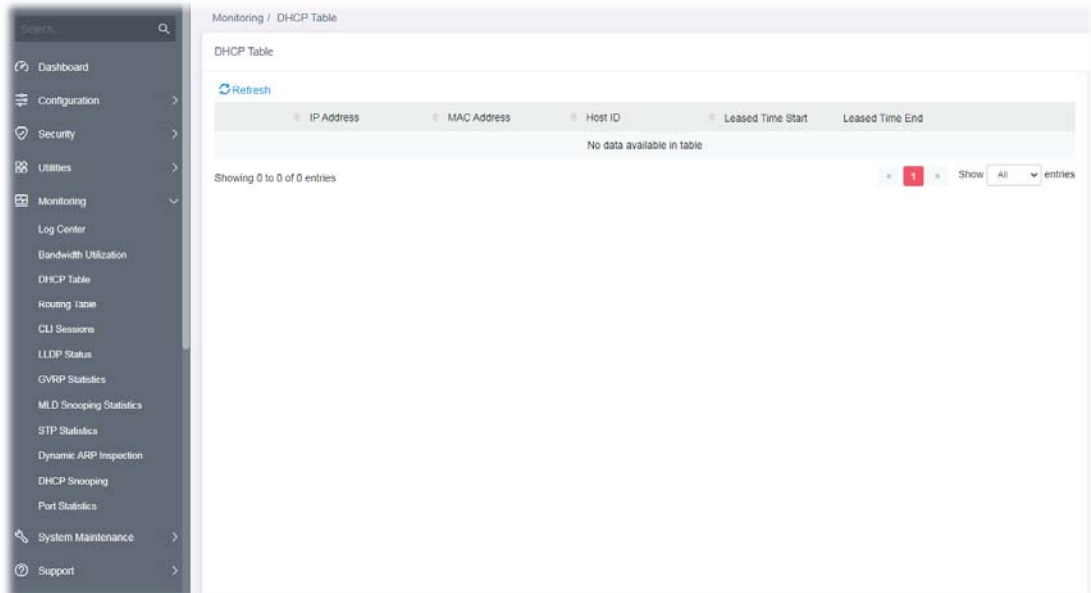 Search..
Dashboard
Configuration
Security
Utilities
Monitoring
Log Center
Bandwidth Utilization
DHCP Table
Routing Table
CLI Sessions
LLDP Status
GVRP Statistics
MLD Snooping Statistics
STP Statistics
Dynamic ARP Inspection
DHCP Snooping
Port Statistics
System Maintenance
Support
Monitoring / DHCP Table
DHCP Table
Refresh
IP Address MAC Address Host ID Leased Time Start Leased Time End
No data available in table
Showing 0 to 0 of 0 entries « 1 » Show All entries